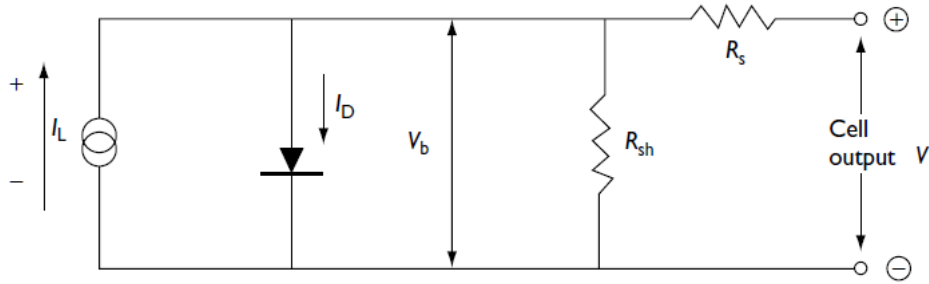 +
−
I_L
I_D
V_b
R_sh
R_s
⊕
Cell
output V
⊖